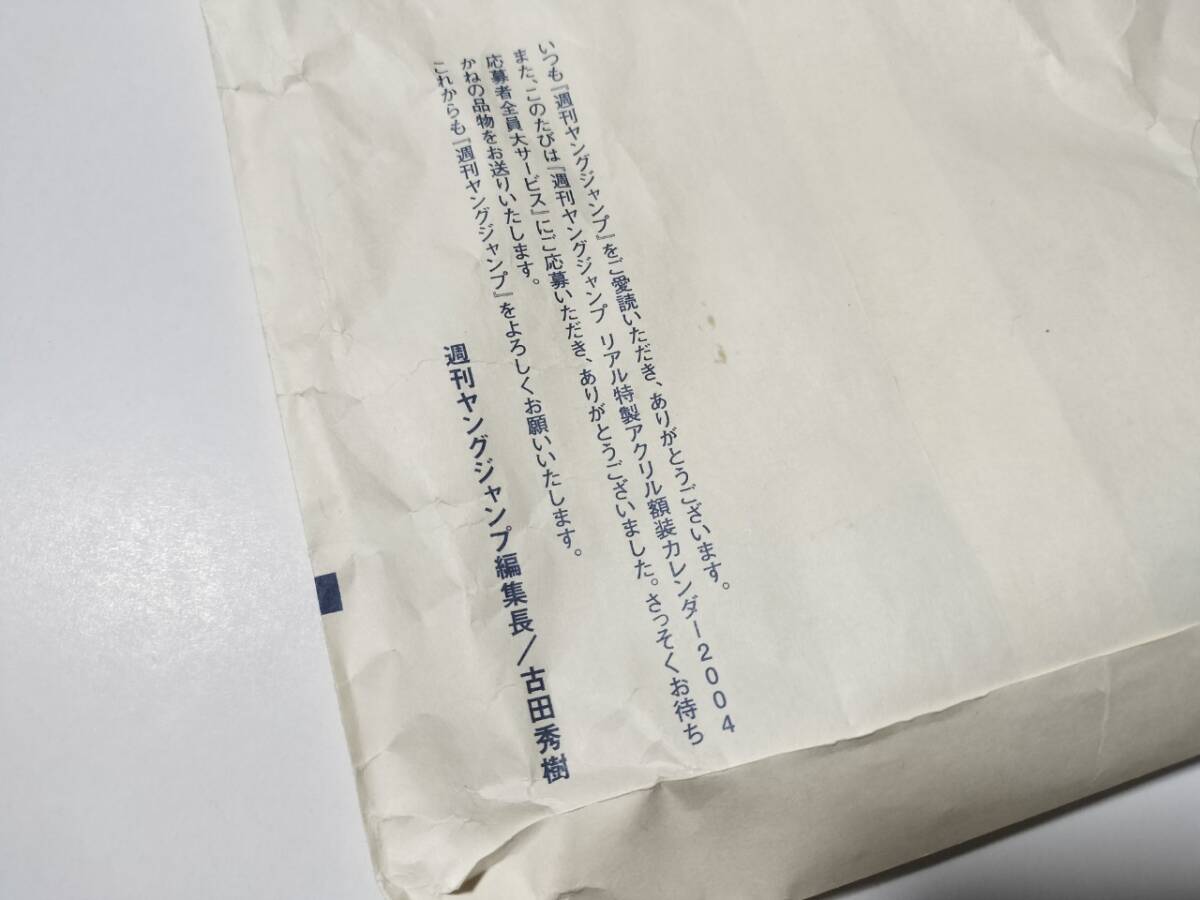 いつも『週刊ヤングジャンプ』をご愛読いただき、ありがとうございます。
また、このたびは『週刊ヤングジャンプ リアル特製アクリル額装カレンダー2004
応募者全員大サービス』にご応募いただき、ありがとうございました。さっそくお待ち
かねの品物をお送りいたします。
これからも『週刊ヤングジャンプ』をよろしくお願いいたします。
週刊ヤングジャンプ編集長/古田秀樹